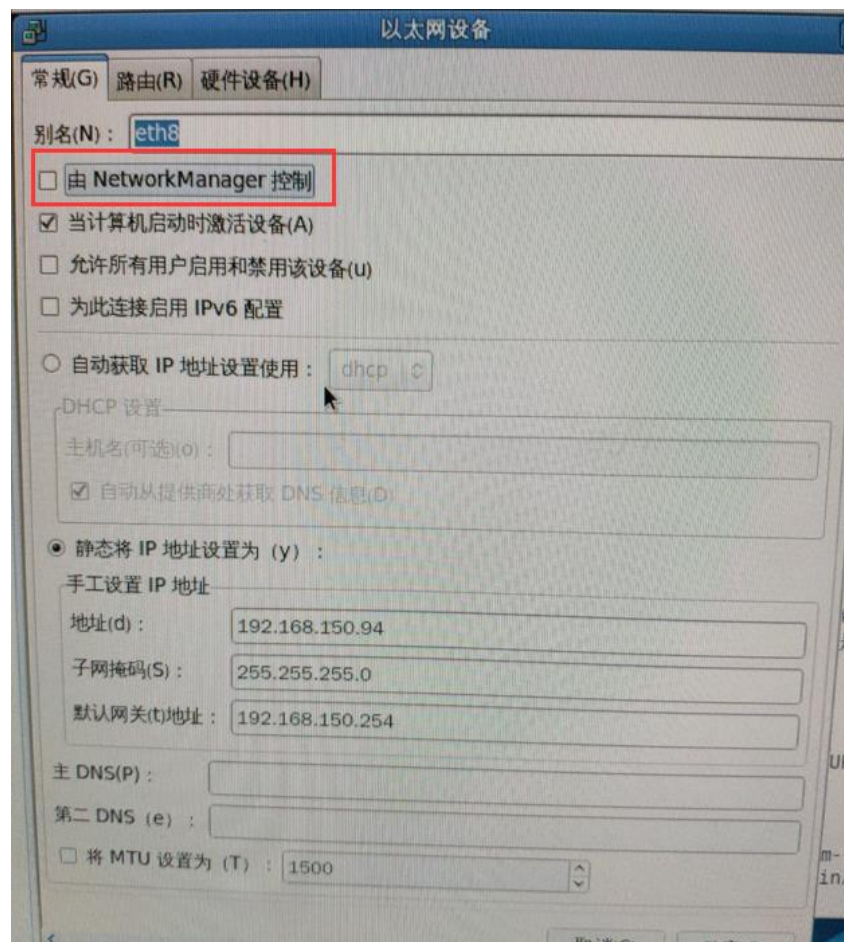 以太网设备
常规(G) 路由(R) 硬件设备(H)
别名(N)： eth8
由 NetworkManager 控制
当计算机启动时激活设备(A)
允许所有用户启用和禁用该设备(u)
为此连接启用 IPv6 配置
自动获取 IP 地址设置使用： dhcp
DHCP 设置
主机名(可选)(o)：
自动从提供商处获取 DNS 信息(D)
静态将 IP 地址设置为（y）：
手工设置 IP 地址
地址(d)： 192.168.150.94
子网掩码(S)： 255.255.255.0
默认网关(t)地址： 192.168.150.254
主 DNS(P)：
第二 DNS（e）：
将 MTU 设置为（T）： 1500